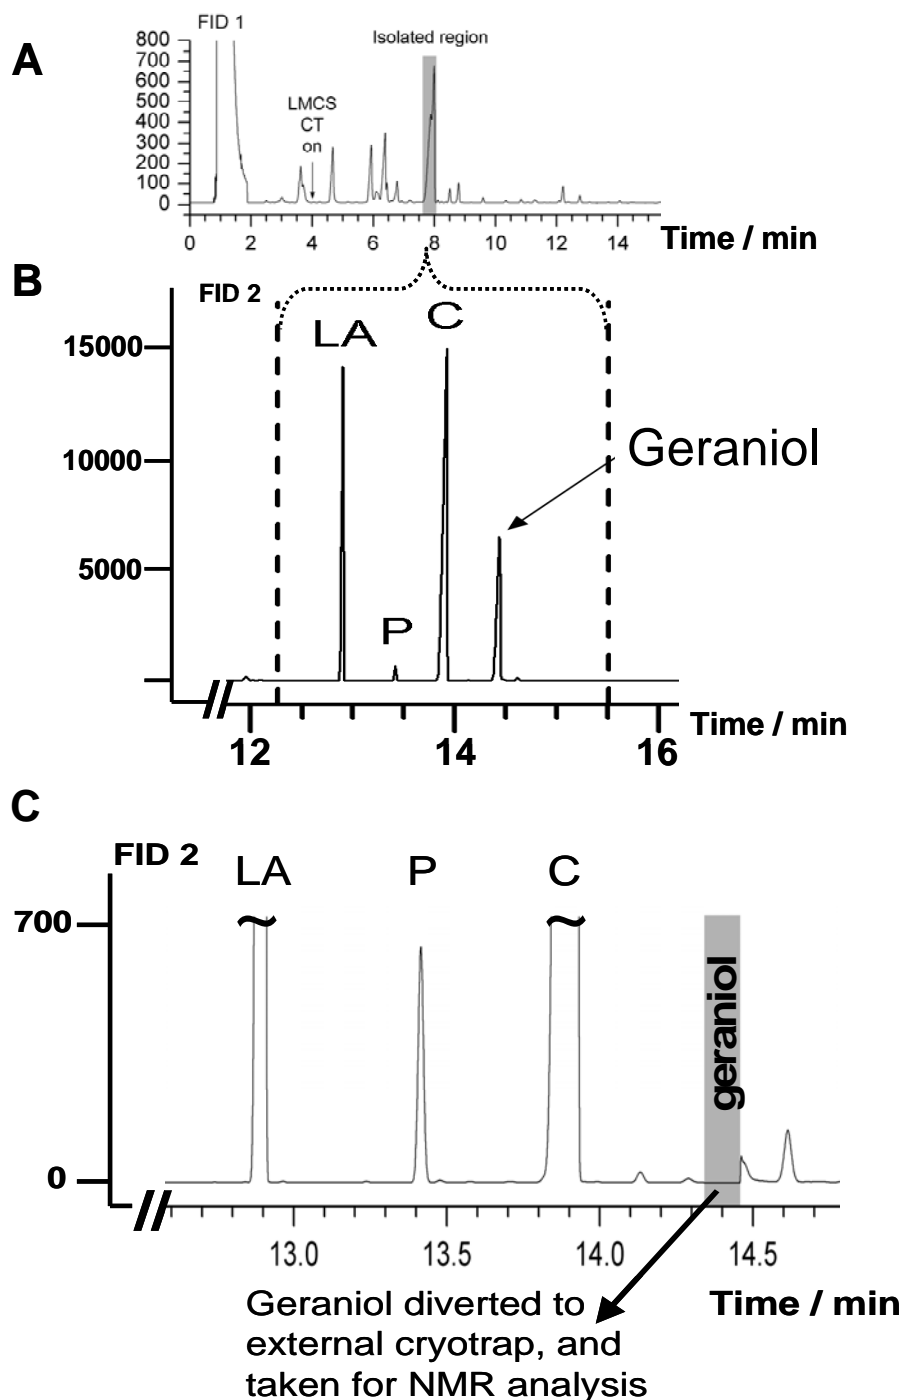 A
FID 1
Isolated region
800
700
600
500
400
300
200
100
0
LMCS
CT
on
0 2 4 6 8 10 12 14
Time / min
B
FID 2
LA
C
15000
10000
5000
Geraniol
P
12 14 16
Time / min
C
FID 2
LA P C
700
0
geraniol
13.0 13.5 14.0 14.5
Geraniol diverted to
external cryotrap, and
taken for NMR analysis
Time / min